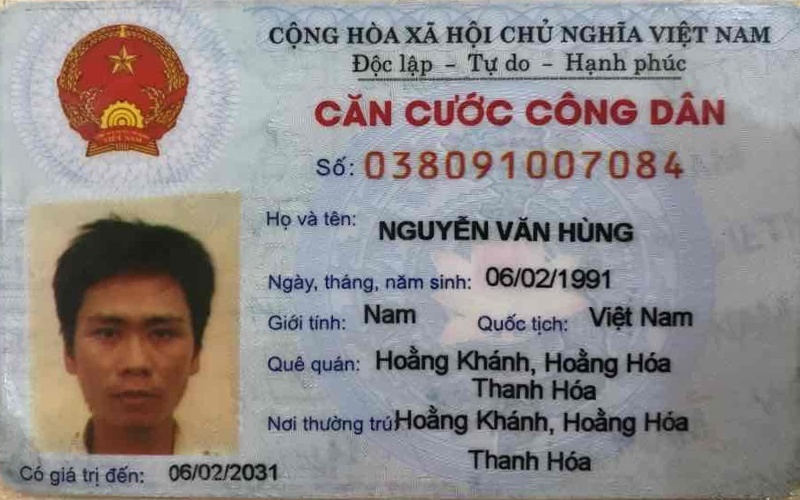 CỘNG HÒA XÃ HỘI CHỦ NGHĨA VIỆT NAM
Độc lập - Tự do - Hạnh phúc
CĂN CƯỚC CÔNG DÂN
Số: 038091007084
Họ và tên: NGUYỄN VĂN HÙNG
Ngày, tháng, năm sinh: 06/02/1991
Giới tính: Nam Quốc tịch: Việt Nam
Quê quán: Hoằng Khánh, Hoằng Hóa
Thanh Hóa
Nơi thường trú: Hoằng Khánh, Hoằng Hóa
Thanh Hóa
Có giá trị đến: 06/02/2031